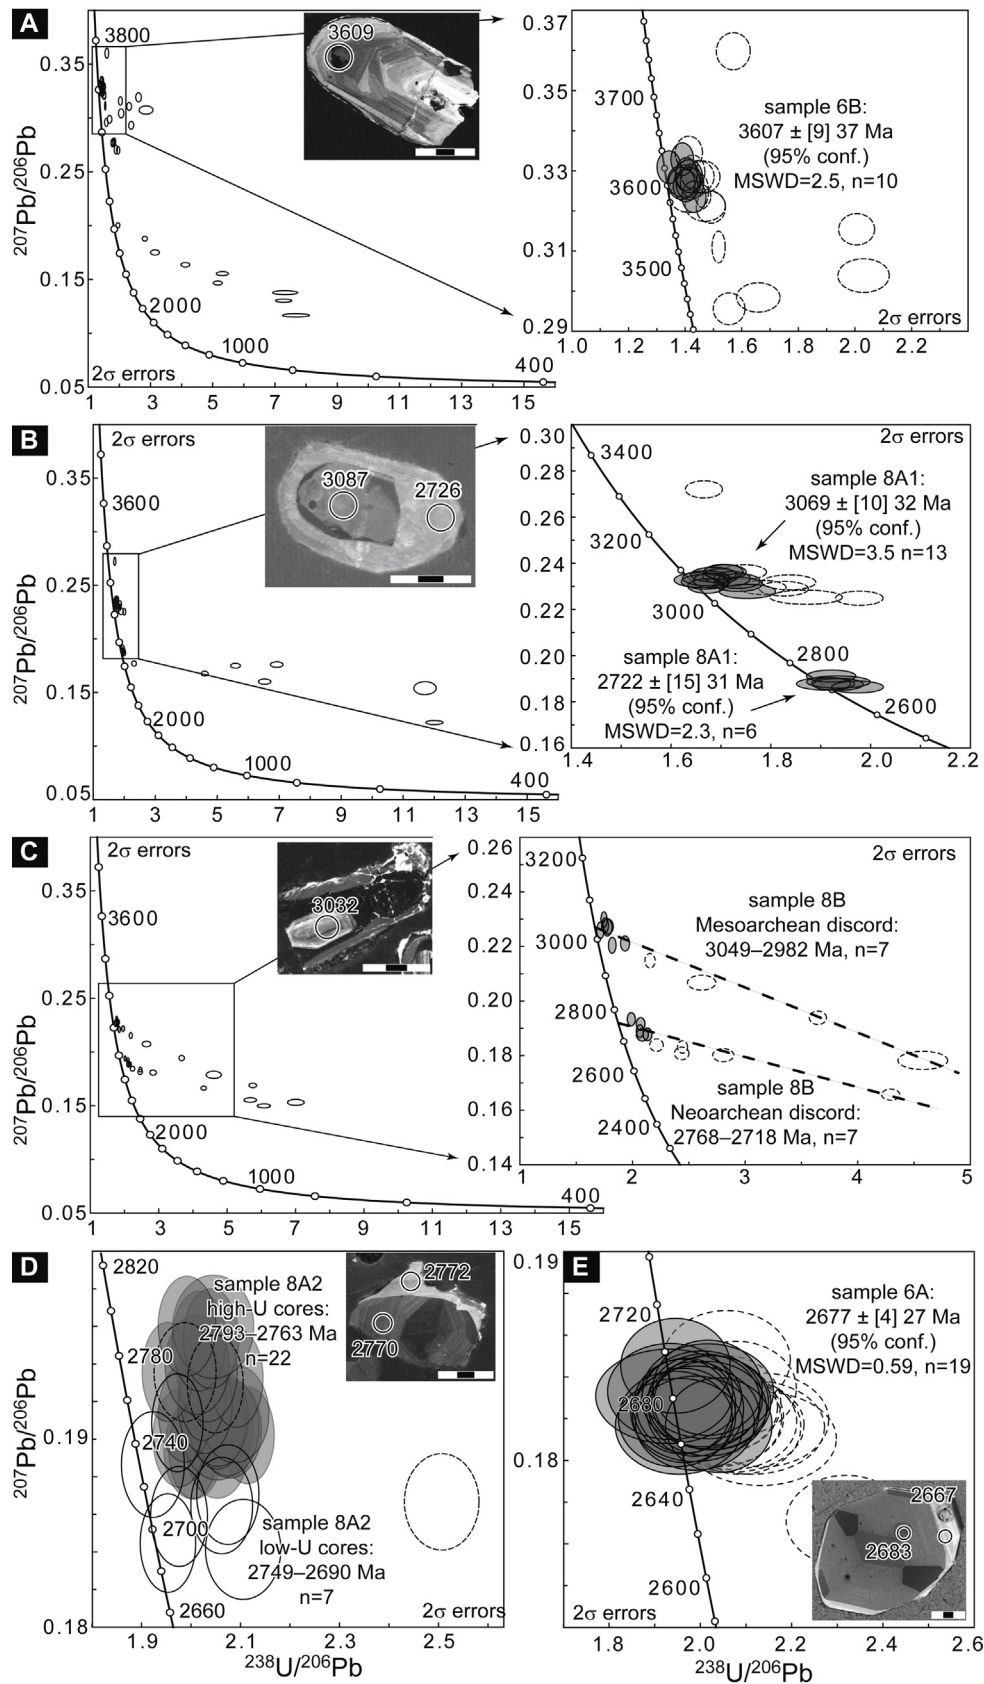 A
3800
0.35
0.25
0.15
0.05
207Pb/206Pb
2000
1000
400
2σ errors
1 3 5 7 9 11 13 15
3609
0.37
0.35
0.33
0.31
0.29
3700
3600
3500
sample 6B:
3607 ± [9] 37 Ma
(95% conf.)
MSWD=2.5, n=10
2σ errors
1.0 1.2 1.4 1.6 1.8 2.0 2.2
B
2σ errors
0.35
0.25
0.15
0.05
207Pb/206Pb
3600
2000
1000
400
1 3 5 7 9 11 13 15
3087
2726
0.30
0.28
0.26
0.24
0.22
0.20
0.18
0.16
2σ errors
3400
3200
3000
2800
2600
sample 8A1:
3069 ± [10] 32 Ma
(95% conf.)
MSWD=3.5 n=13
sample 8A1:
2722 ± [15] 31 Ma
(95% conf.)
MSWD=2.3, n=6
1.4 1.6 1.8 2.0 2.2
C
2σ errors
0.35
0.25
0.15
0.05
207Pb/206Pb
3600
2000
1000
400
1 3 5 7 9 11 13 15
3032
0.26
0.24
0.22
0.20
0.18
0.16
0.14
3200
3000
2800
2600
2400
2σ errors
sample 8B
Mesoarchean discord:
3049–2982 Ma, n=7
sample 8B
Neoarchean discord:
2768–2718 Ma, n=7
1 2 3 4 5
D
2820
2780
2740
2700
2660
0.19
0.18
207Pb/206Pb
sample 8A2
high-U cores:
2793–2763 Ma
n=22
2772
2770
sample 8A2
low-U cores:
2749–2690 Ma
n=7
2σ errors
1.9 2.1 2.3 2.5
238U/206Pb
E
0.19
0.18
2720
2680
2640
2600
sample 6A:
2677 ± [4] 27 Ma
(95% conf.)
MSWD=0.59, n=19
2667
2683
2σ errors
1.8 2.0 2.2 2.4 2.6
238U/206Pb